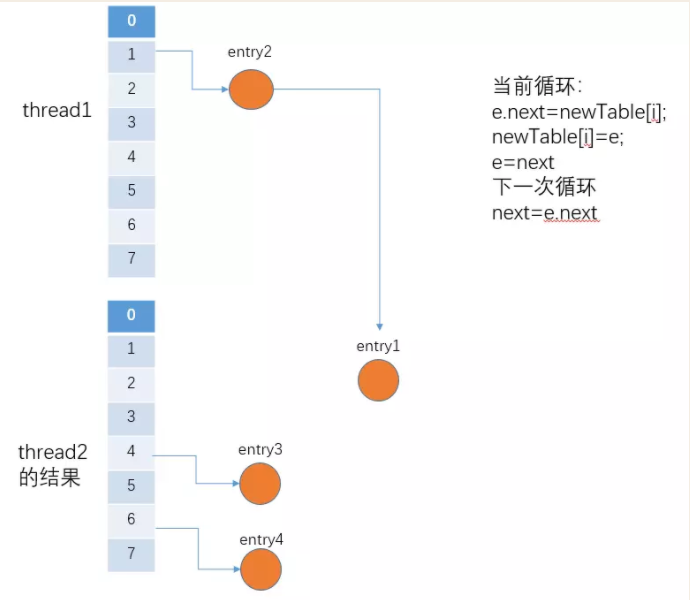 thread1
0
1
2
3
4
5
6
7
entry2
当前循环：
e.next=newTable[i];
newTable[i]=e;
e=next
下一次循环
next=e.next
entry1
thread2
的结果
0
1
2
3
4
5
6
7
entry3
entry4